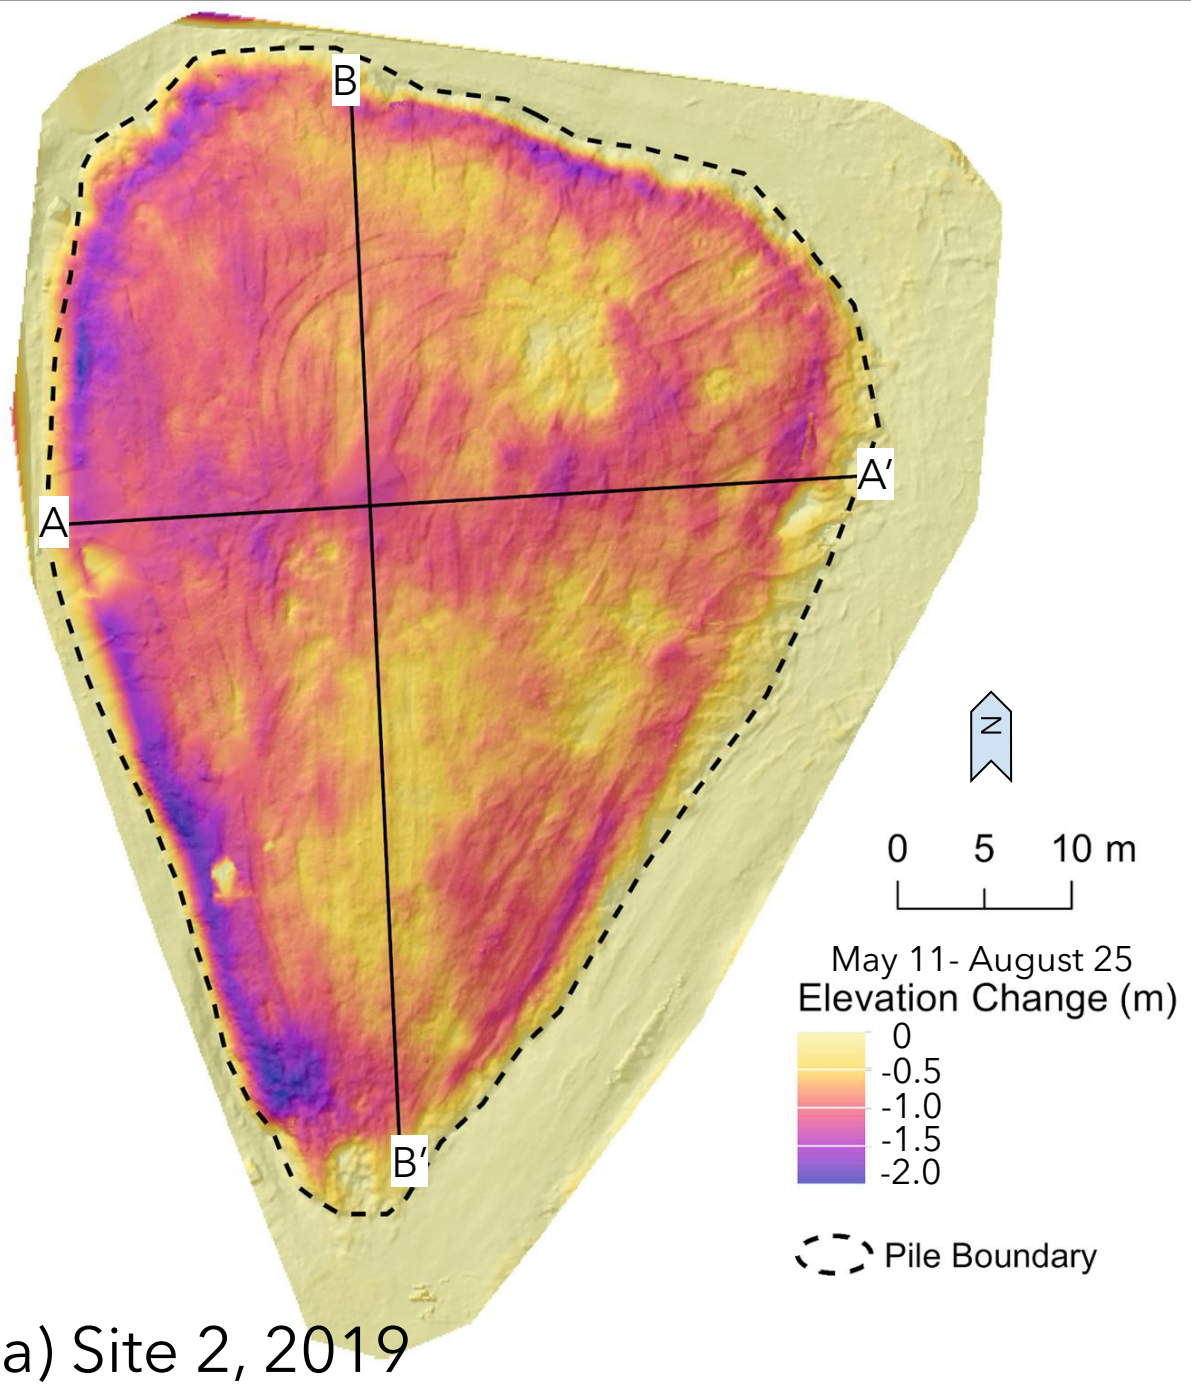 B
A
A’
B’
N
0 5 10 m
May 11- August 25
Elevation Change (m)
0
-0.5
-1.0
-1.5
-2.0
Pile Boundary
a) Site 2, 2019